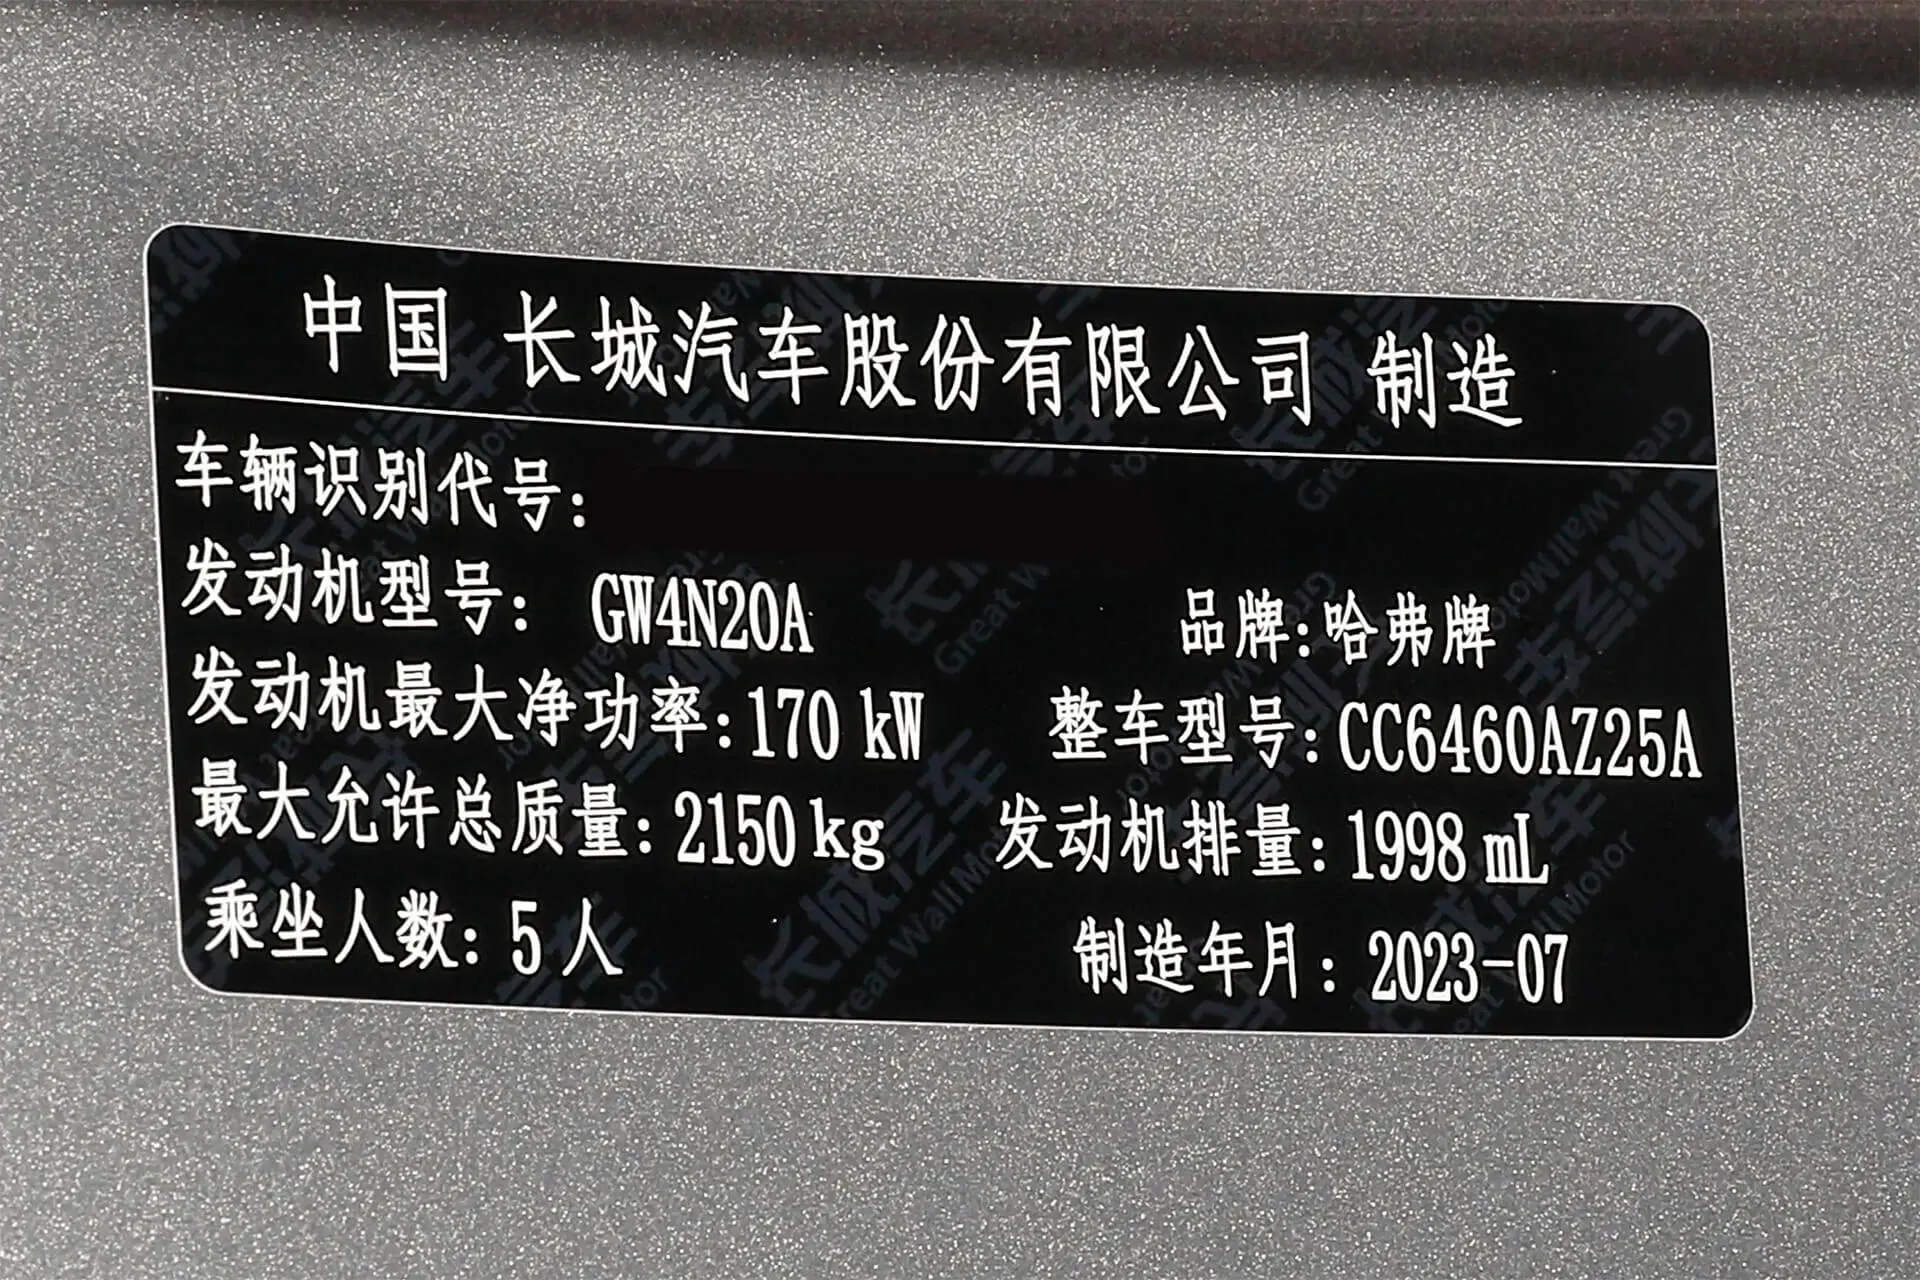 中国 长城汽车股份有限公司 制造
车辆识别代号:
发动机型号: GW4N20A 品牌:哈弗牌
发动机最大净功率:170 kW 整车型号:CC6460AZ25A
最大允许总质量:2150 kg 发动机排量:1998 mL
乘坐人数:5 人 制造年月:2023-07